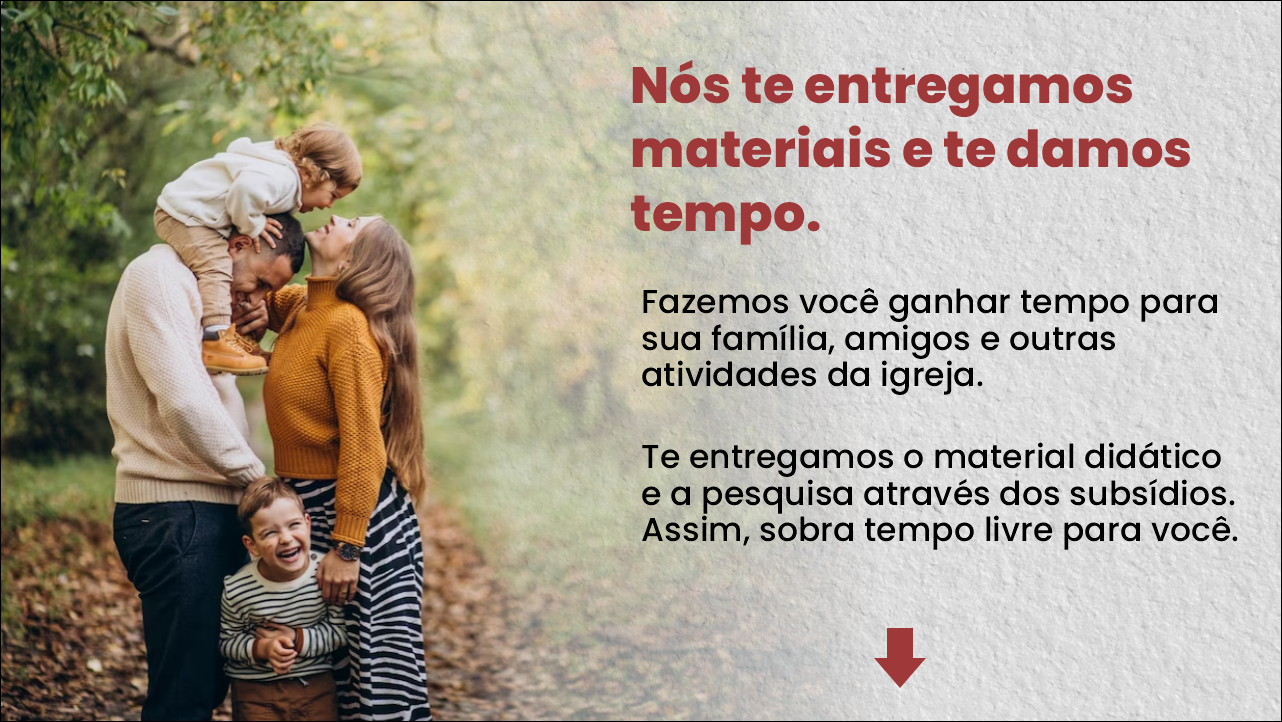 Nós te entregamos
materiais e te damos
tempo.
Fazemos você ganhar tempo para
sua família, amigos e outras
atividades da igreja.
Te entregamos o material didático
e a pesquisa através dos subsídios.
Assim, sobra tempo livre para você.